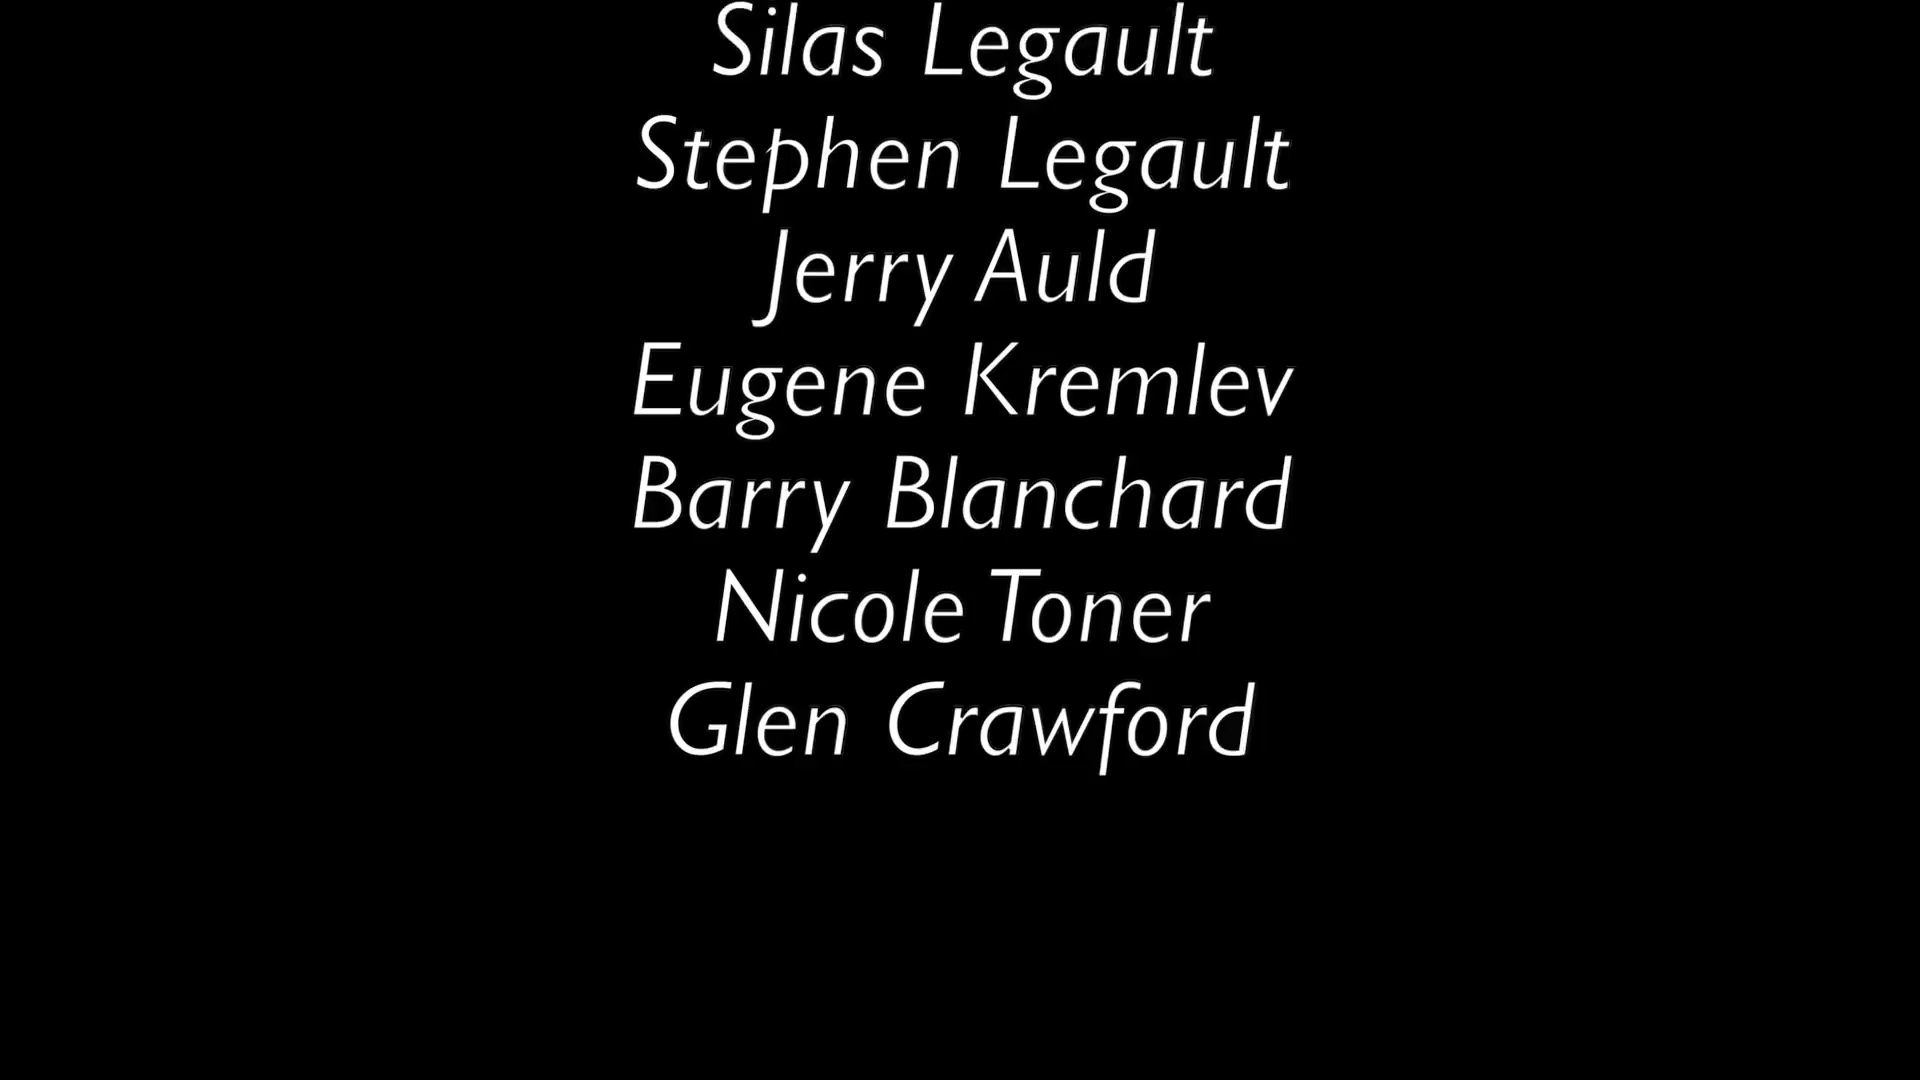 Silas Legault
Stephen Legault
Jerry Auld
Eugene Kremlev
Barry Blanchard
Nicole Toner
Glen Crawford